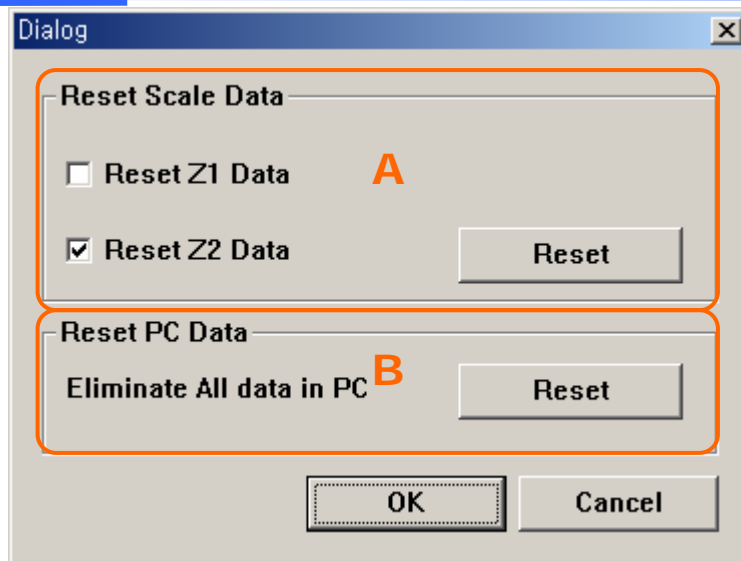 Dialog
Reset Scale Data
Reset Z1 Data
A
Reset Z2 Data
Reset
Reset PC Data
Eliminate All data in PC
B
Reset
OK
Cancel